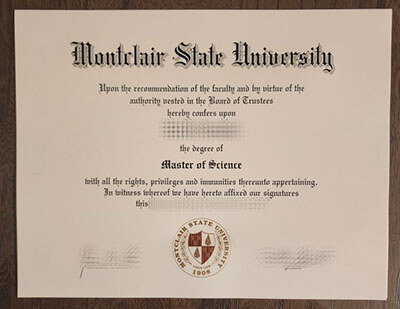 Montclair State University
Upon the recommendation of the faculty and by virtue of the
authority vested in the Board of Trustees
hereby confers upon
the degree of
Master of Science
with all the rights, privileges and immunities thereunto appertaining.
In witness whereof we have hereto affixed our signatures
this
MONTCLAIR STATE UNIVERSITY
1908